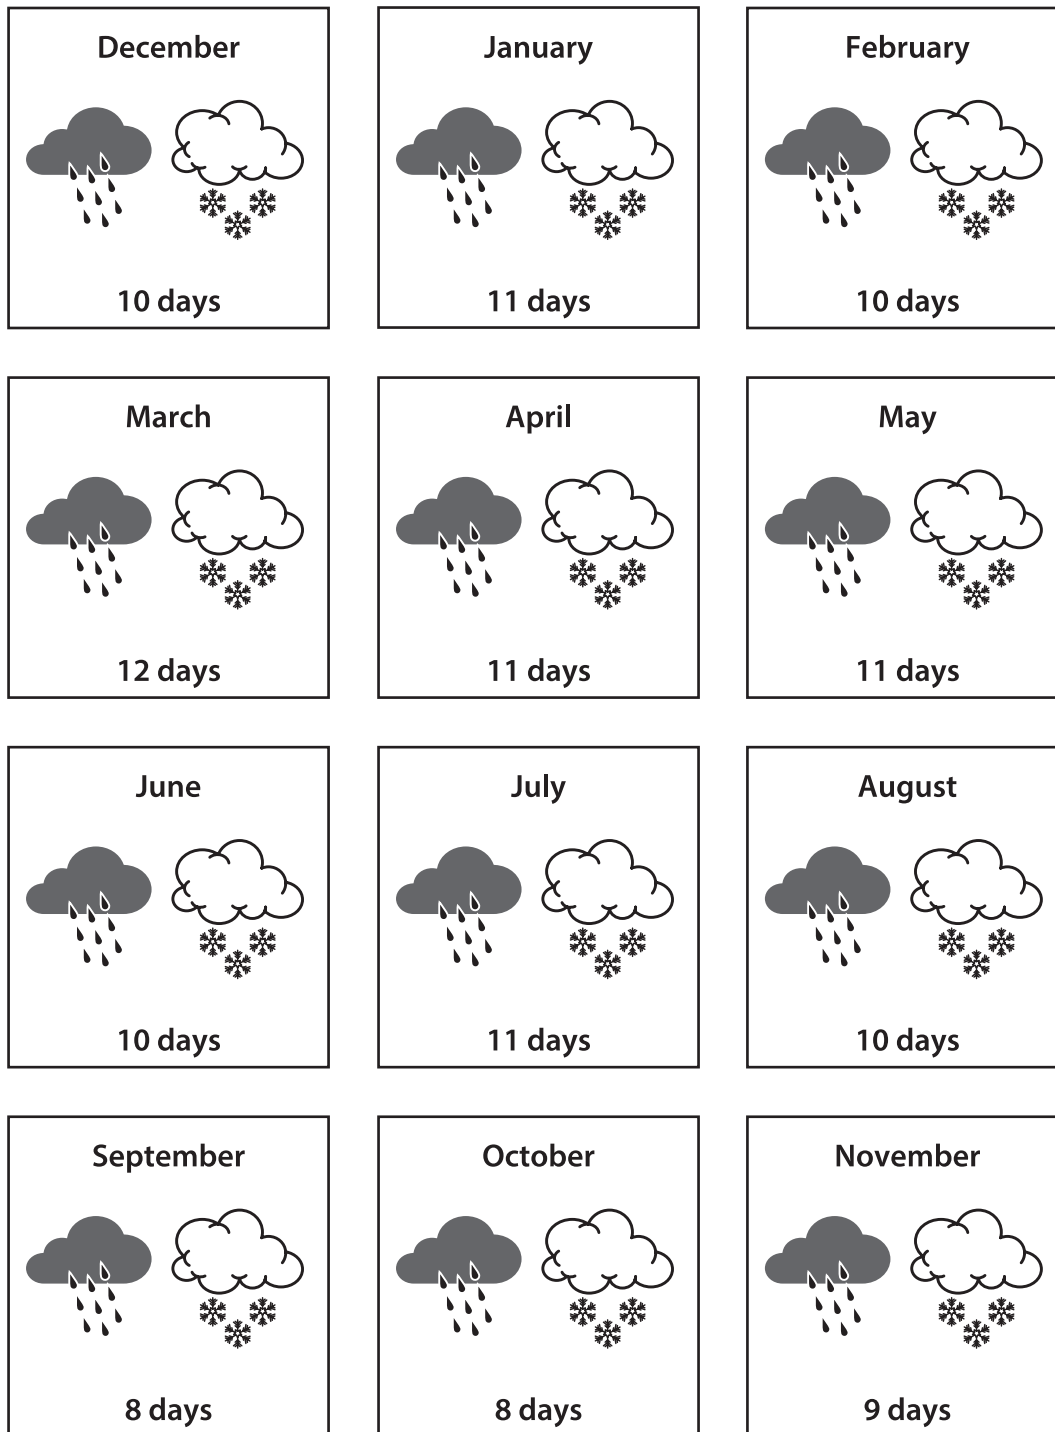 December
10 days
January
11 days
February
10 days
March
12 days
April
11 days
May
11 days
June
10 days
July
11 days
August
10 days
September
8 days
October
8 days
November
9 days